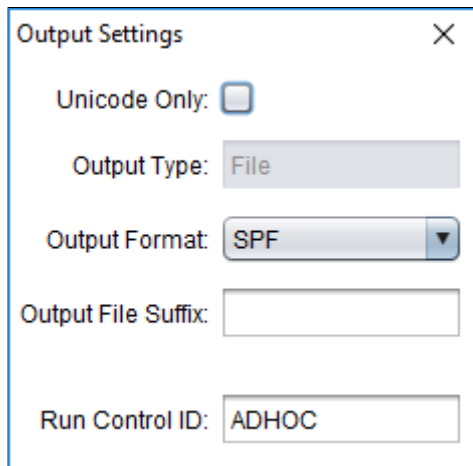 Output Settings
Unicode Only:
Output Type: File
Output Format: SPF
Output File Suffix:
Run Control ID: ADHOC